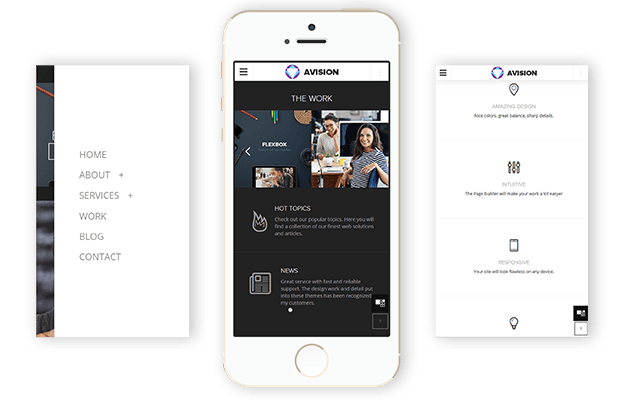 HOME
ABOUT +
SERVICES +
WORK
BLOG
CONTACT
AVISION
THE WORK
FLEXBOX
HOT TOPICS
Check out our popular topics. Here you will
find a collection of our finest web solutions
and articles.
NEWS
Great service with fast and reliable
support. The design work and detail put
into these themes has been recognized
my customers.
AVISION
AMAZING DESIGN
Nice colors, great balance, sharp details.
INTUITIVE
The Page builder will make your work a lot easyer
RESPONSIVE
Your site will look flawless on any device.